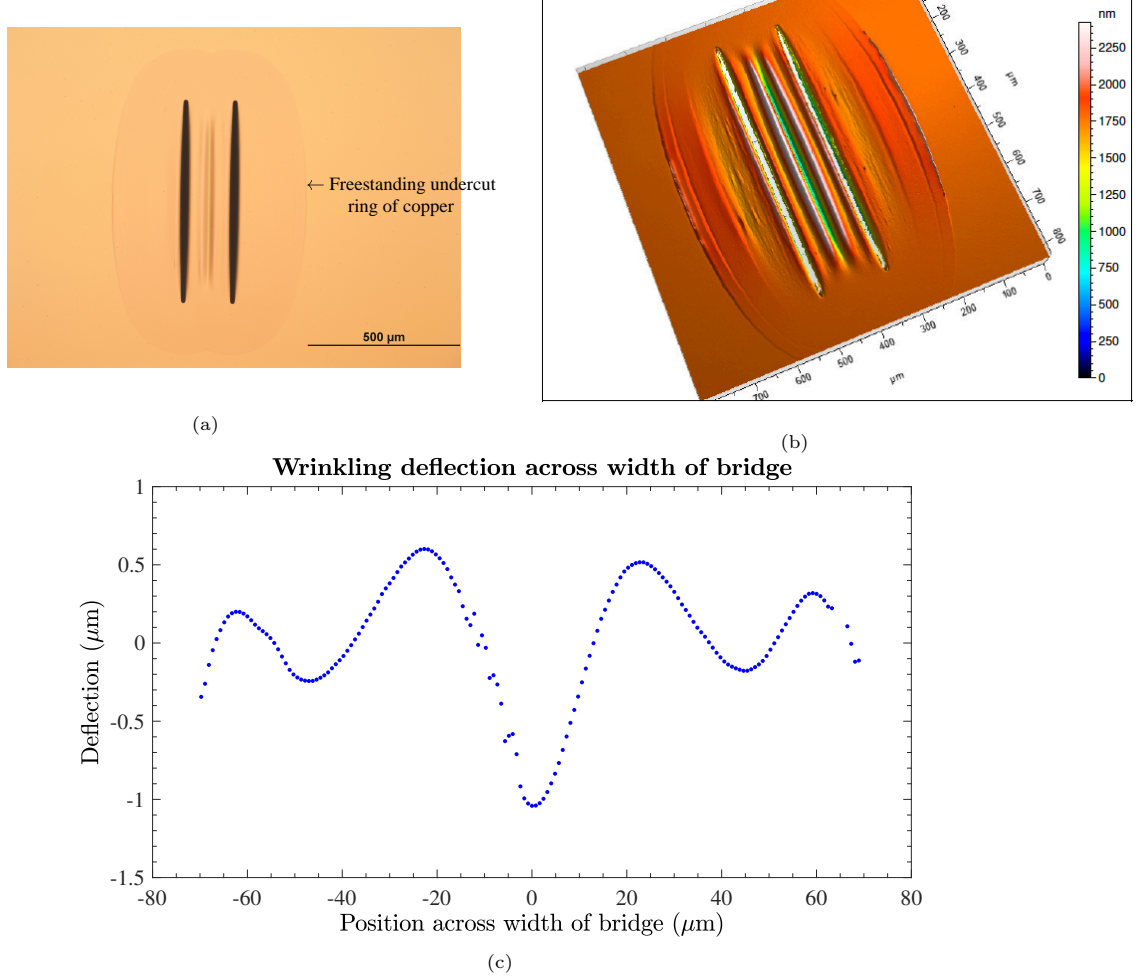 ← Freestanding undercut
ring of copper
500 µm
(a)
nm
2250
2000
1750
1500
1250
1000
750
500
250
0
200
300
400
500
600
700
800
µm
0
100
200
300
400
500
600
700
µm
(b)
Wrinkling deflection across width of bridge
Deflection (µm)
1
0.5
0
-0.5
-1
-1.5
-80 -60 -40 -20 0 20 40 60 80
Position across width of bridge (µm)
(c)